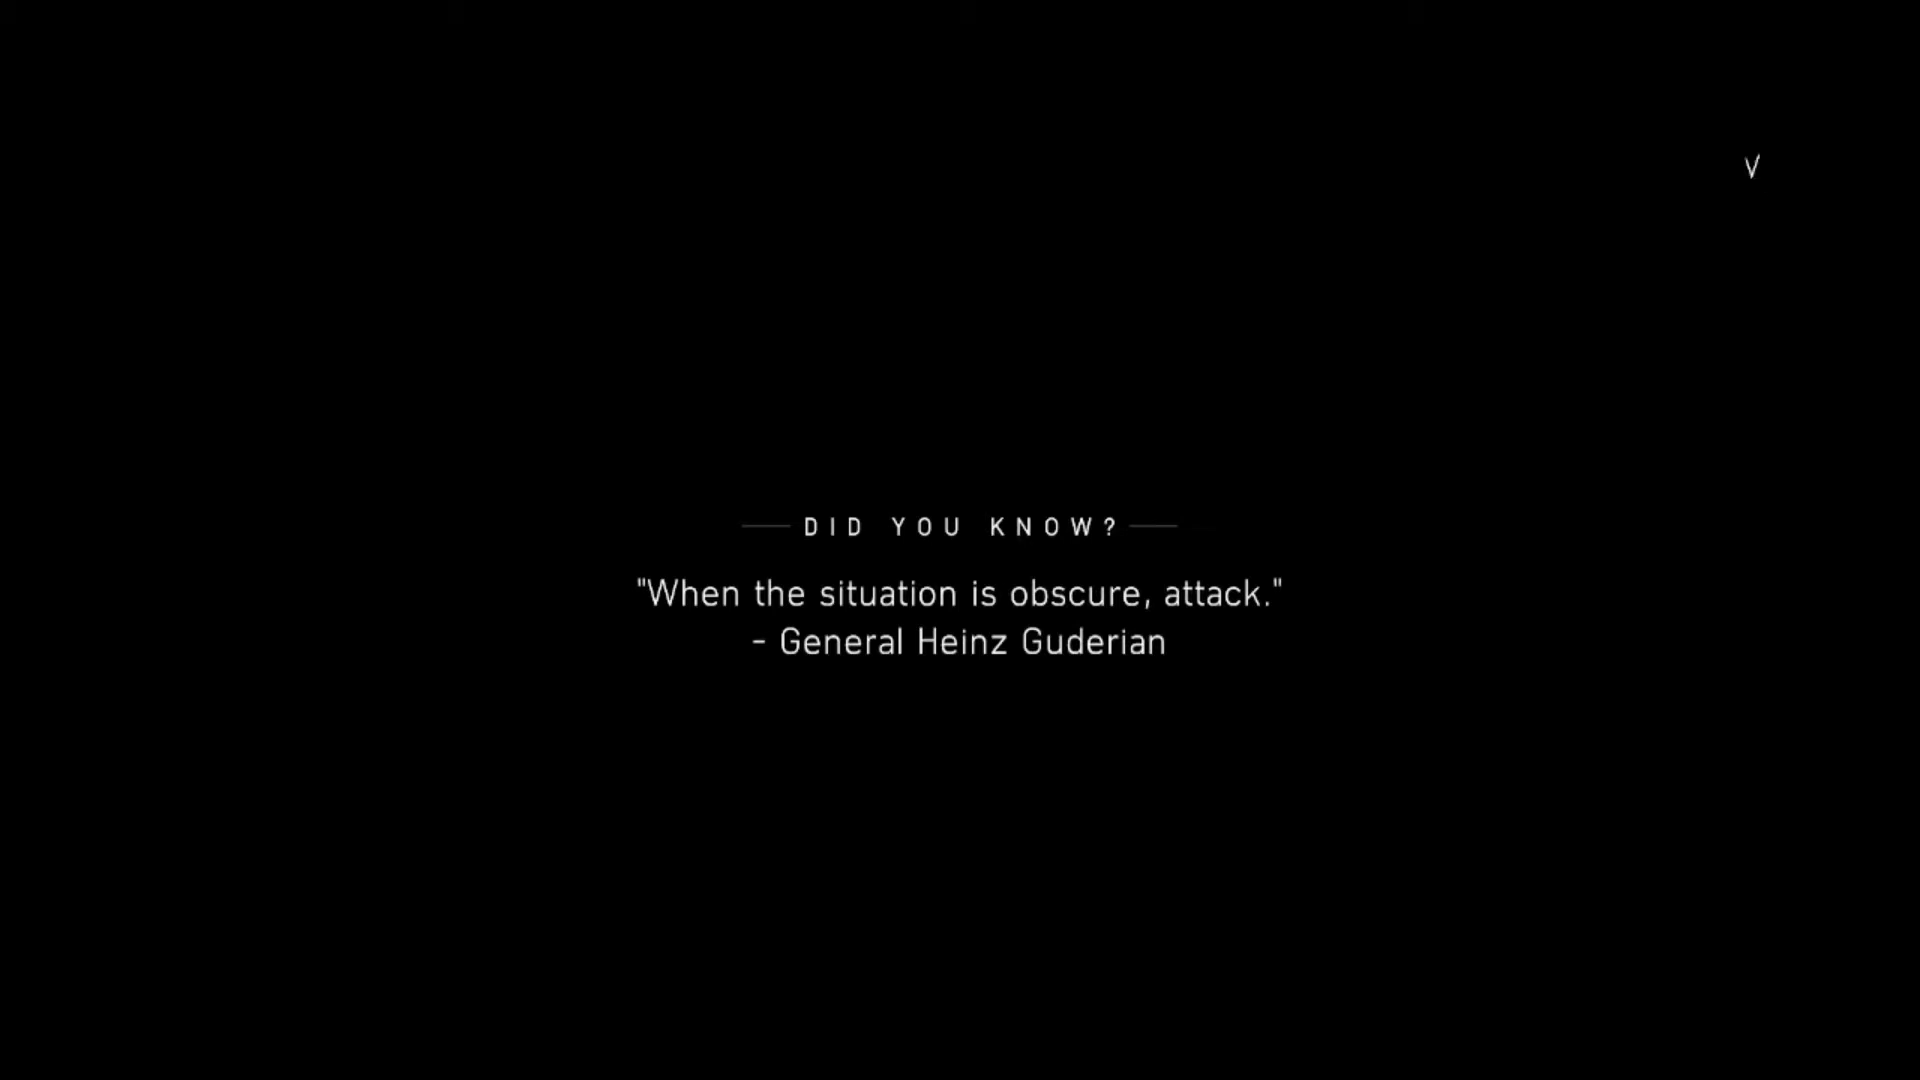 V
DID YOU KNOW?
"When the situation is obscure, attack."
- General Heinz Guderian